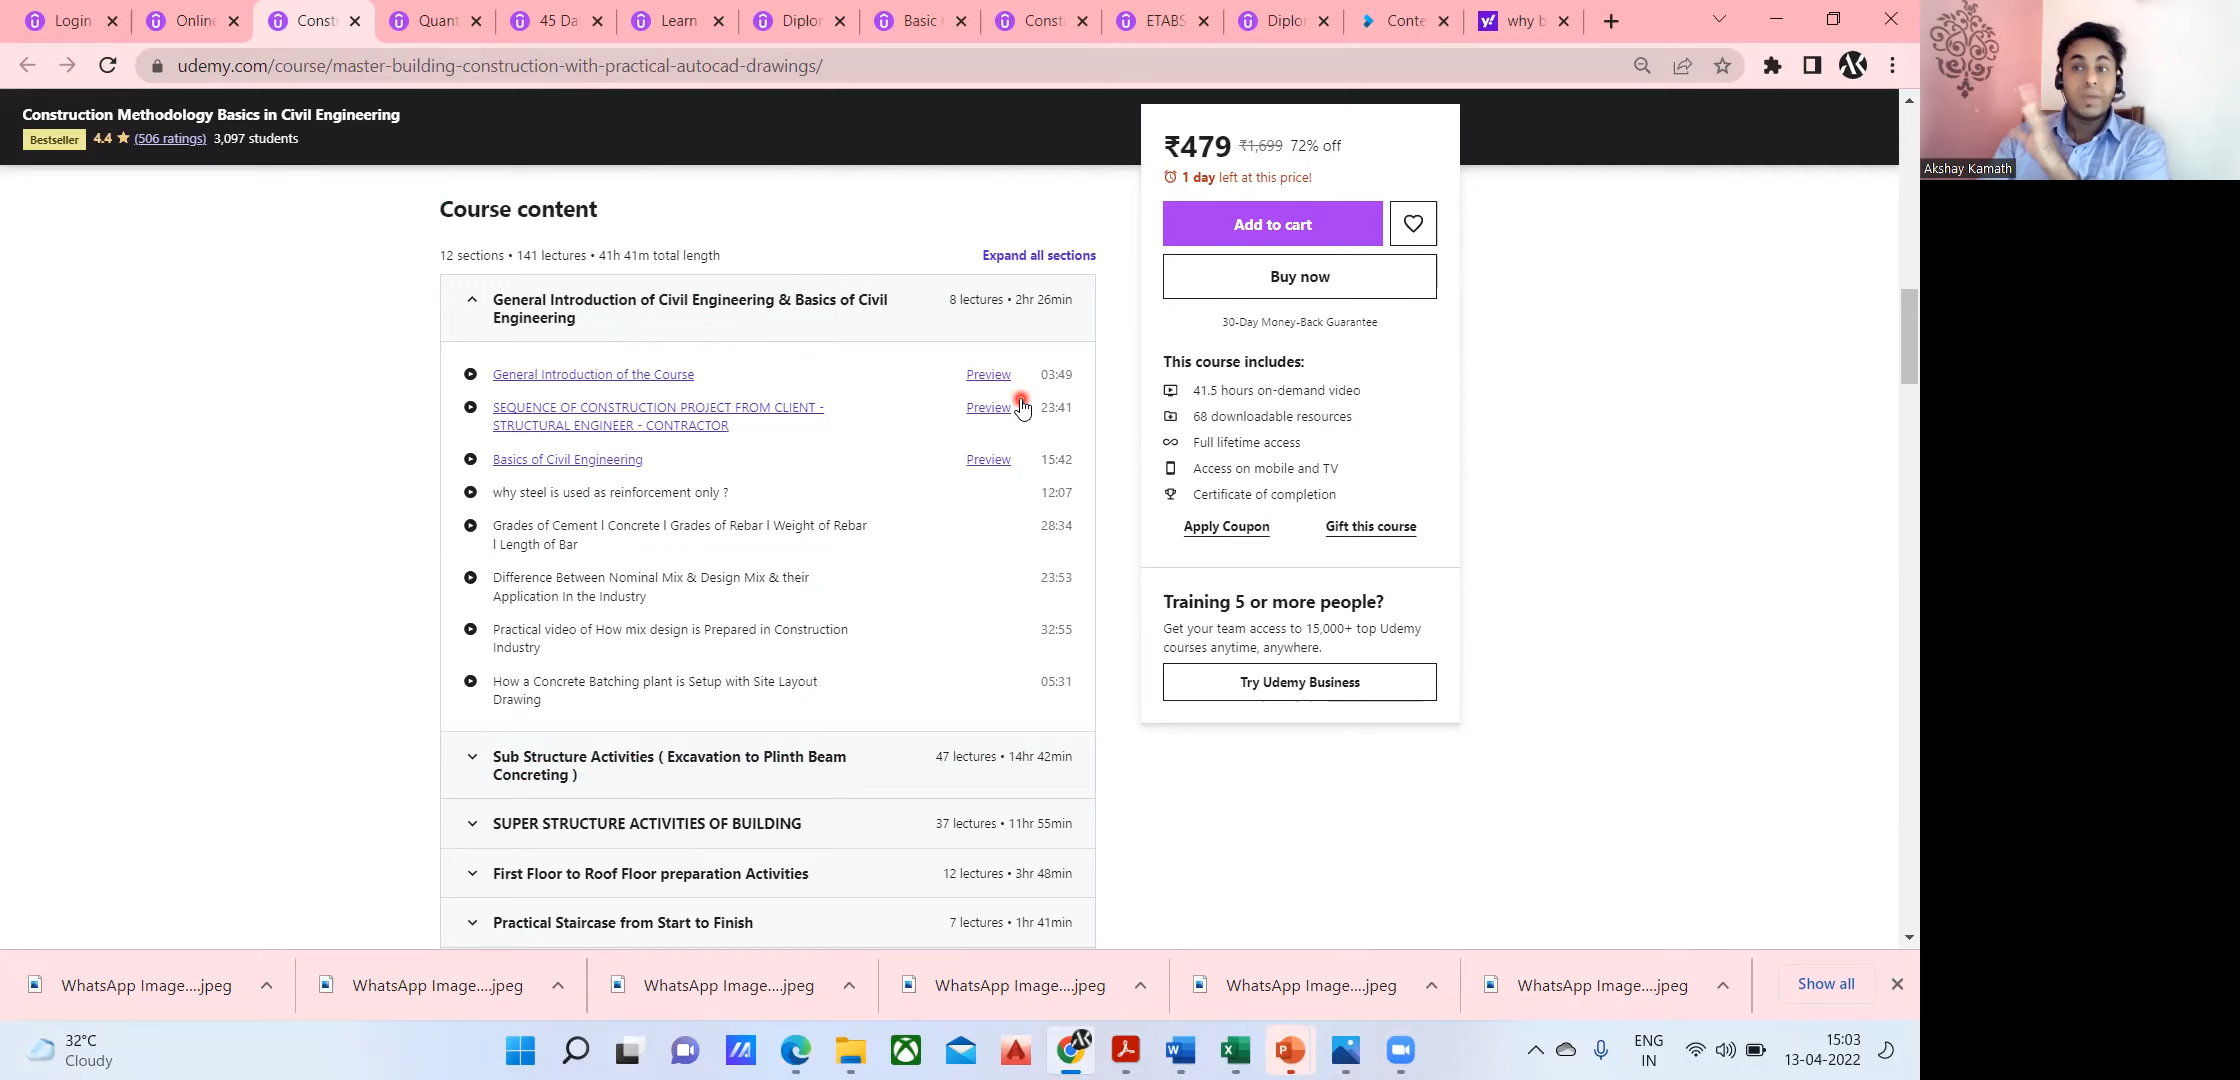 Login
Online
Const
Quant
45 Da
Learn
Diplor
Basic
Const
ETABS
Diplor
Conte
why b
udemy.com/course/master-building-construction-with-practical-autocad-drawings/
Akshay Kamath
Construction Methodology Basics in Civil Engineering
Bestseller 4.4 (506 ratings) 3,097 students
₹479 ₹1,699 72% off
1 day left at this price!
Add to cart
Buy now
30-Day Money-Back Guarantee
This course includes:
41.5 hours on-demand video
68 downloadable resources
Full lifetime access
Access on mobile and TV
Certificate of completion
Apply Coupon Gift this course
Training 5 or more people?
Get your team access to 15,000+ top Udemy
courses anytime, anywhere.
Try Udemy Business
Course content
12 sections • 141 lectures • 41h 41m total length Expand all sections
General Introduction of Civil Engineering & Basics of Civil 8 lectures • 2hr 26min
Engineering
General Introduction of the Course Preview 03:49
SEQUENCE OF CONSTRUCTION PROJECT FROM CLIENT - Preview 23:41
STRUCTURAL ENGINEER - CONTRACTOR
Basics of Civil Engineering Preview 15:42
why steel is used as reinforcement only ? 12:07
Grades of Cement l Concrete l Grades of Rebar l Weight of Rebar 28:34
l Length of Bar
Difference Between Nominal Mix & Design Mix & their 23:53
Application In the Industry
Practical video of How mix design is Prepared in Construction 32:55
Industry
How a Concrete Batching plant is Setup with Site Layout 05:31
Drawing
Sub Structure Activities ( Excavation to Plinth Beam 47 lectures • 14hr 42min
Concreting )
SUPER STRUCTURE ACTIVITIES OF BUILDING 37 lectures • 11hr 55min
First Floor to Roof Floor preparation Activities 12 lectures • 3hr 48min
Practical Staircase from Start to Finish 7 lectures • 1hr 41min
WhatsApp Image....jpeg
WhatsApp Image....jpeg
WhatsApp Image....jpeg
WhatsApp Image....jpeg
WhatsApp Image....jpeg
WhatsApp Image....jpeg
Show all
32°C
Cloudy
ENG
IN
15:03
13-04-2022